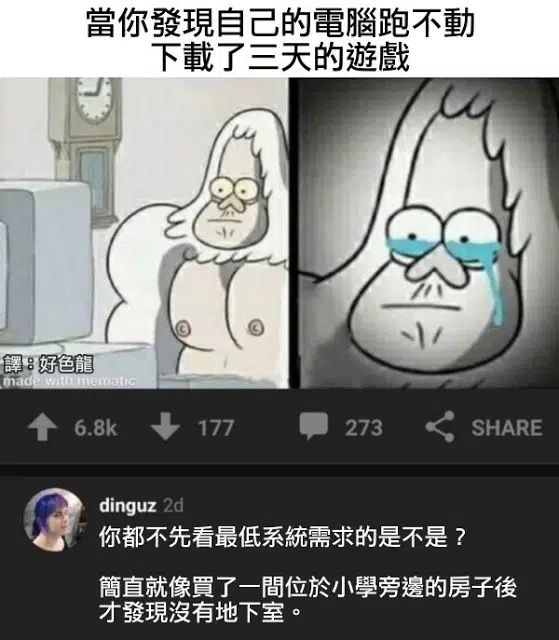 當你發現自己的電腦跑不動
下載了三天的遊戲
譯：好色龍
made with mematic
6.8k 177 273 SHARE
dinguz 2d
你都不先看最低系統需求的是不是？
簡直就像買了一間位於小學旁邊的房子後
才發現沒有地下室。